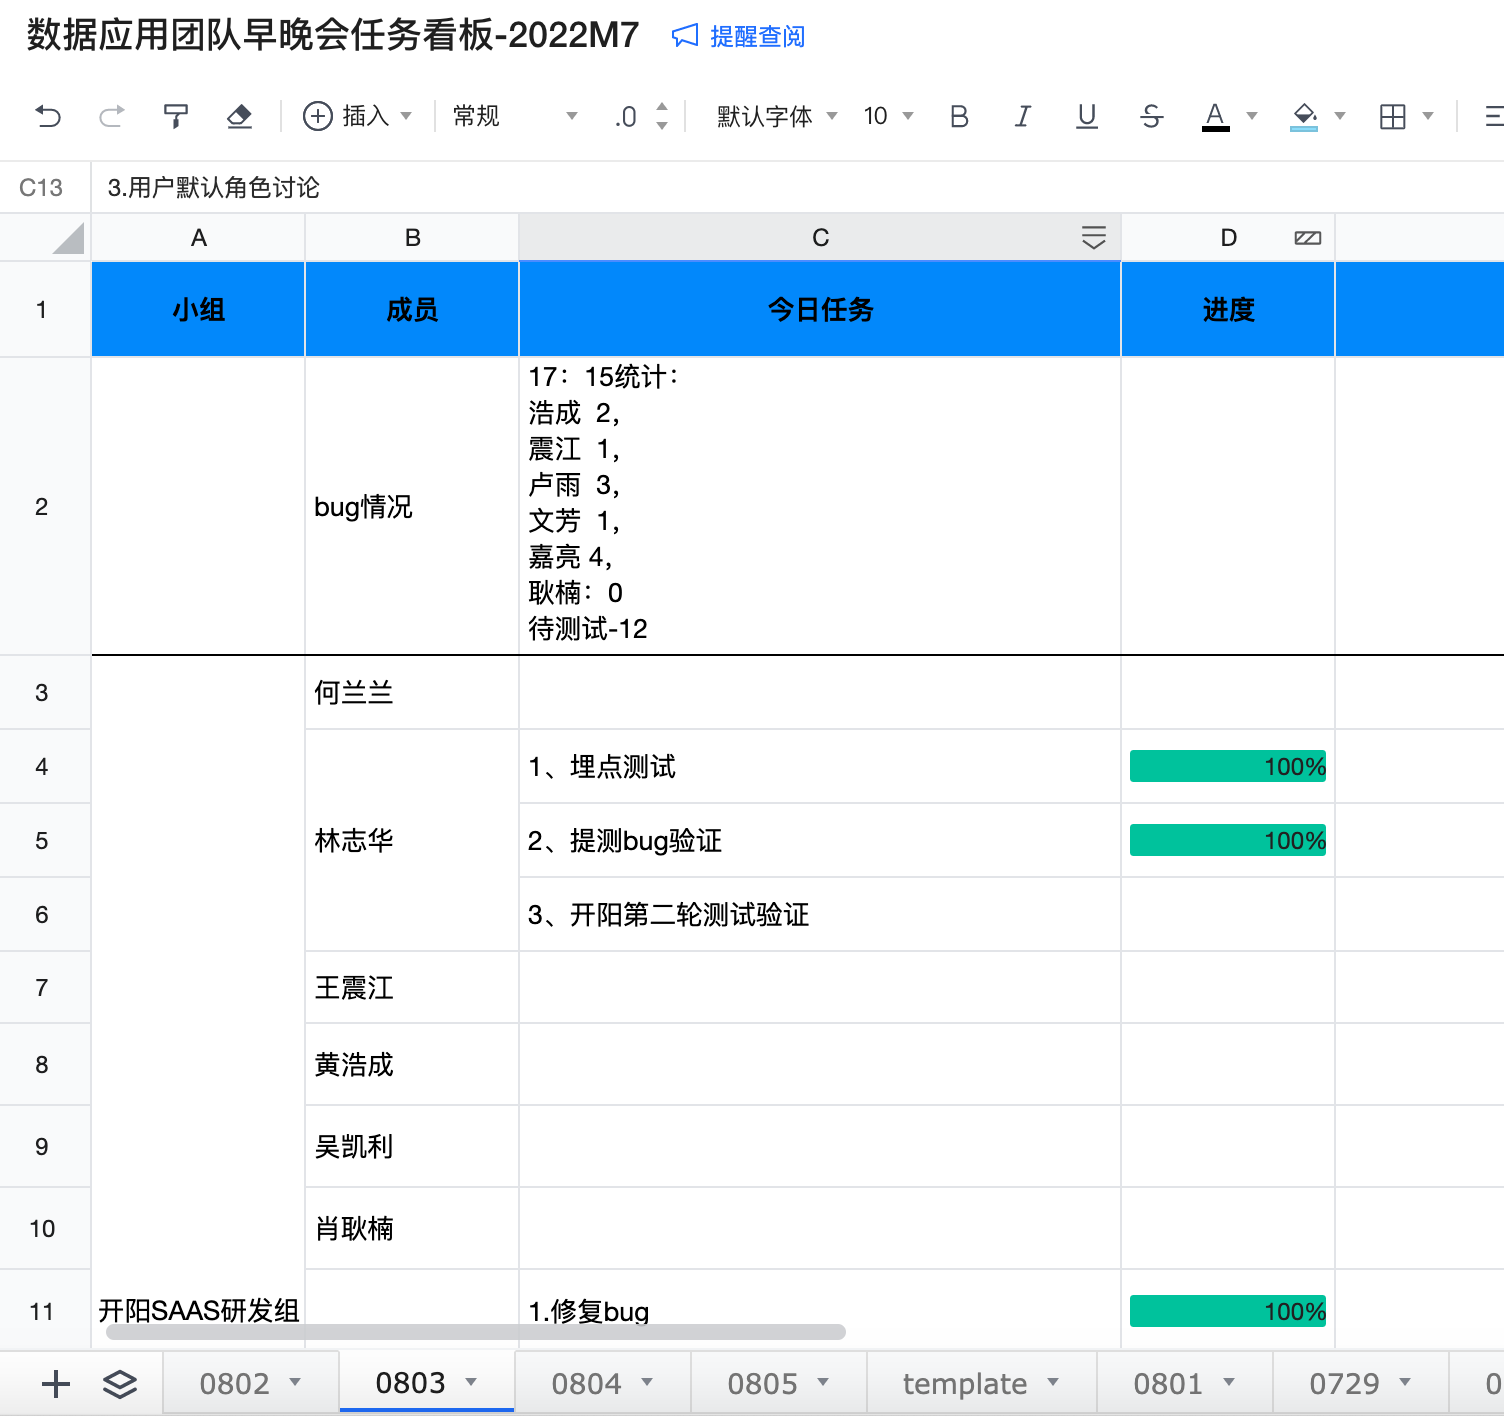 数据应用团队早晚会任务看板-2022M7 提醒查阅
插入 常规 .0 默认字体 10 B I U S A
C13 3.用户默认角色讨论
A B C D
1 小组 成员 今日任务 进度
2 bug情况
17：15统计：
浩成 2,
震江 1,
卢雨 3,
文芳 1,
嘉亮 4,
耿楠：0
待测试-12
3 何兰兰
4 1、埋点测试 100%
5 林志华 2、提测bug验证 100%
6 3、开阳第二轮测试验证
7 王震江
8 黄浩成
9 吴凯利
10 肖耿楠
11 开阳SAAS研发组 1.修复bug 100%
0802 0803 0804 0805 template 0801 0729 0